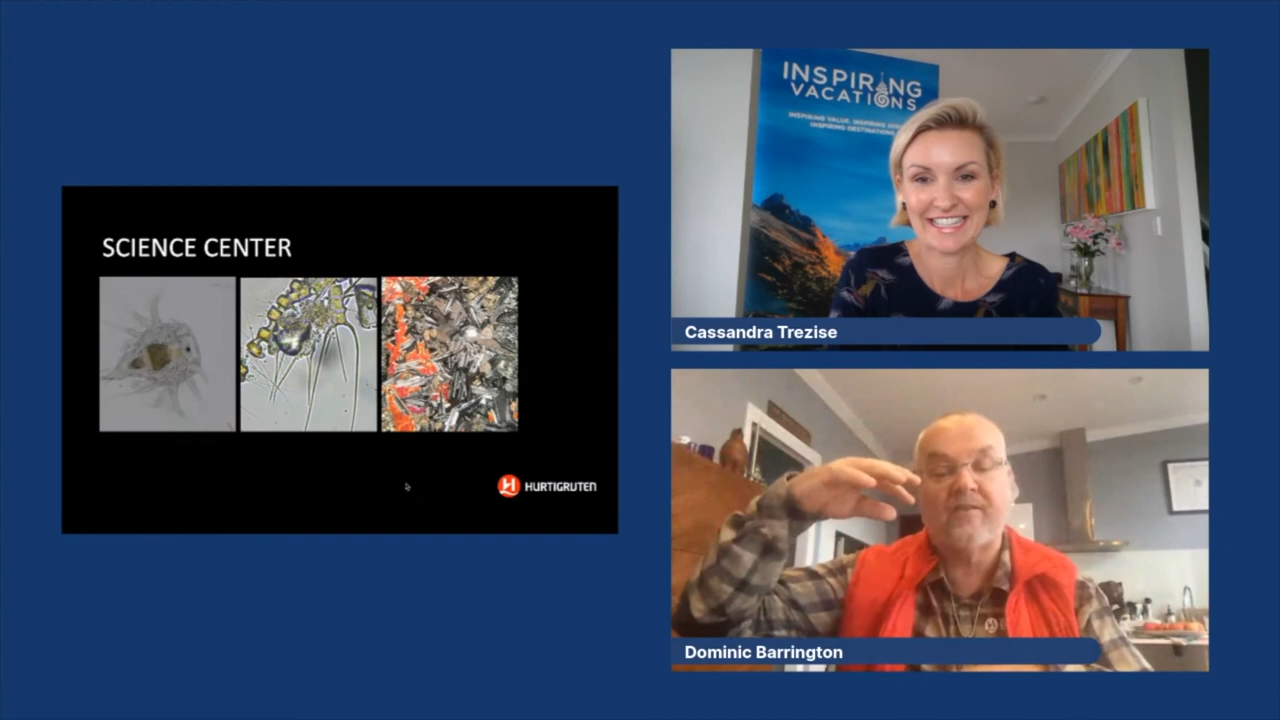 SCIENCE CENTER
HURTIGRUTEN
INSPIRING
VACATIONS
INSPIRING VALUE. INSPIRING
INSPIRING DESTINATIONS.
Cassandra Trezise
Dominic Barrington